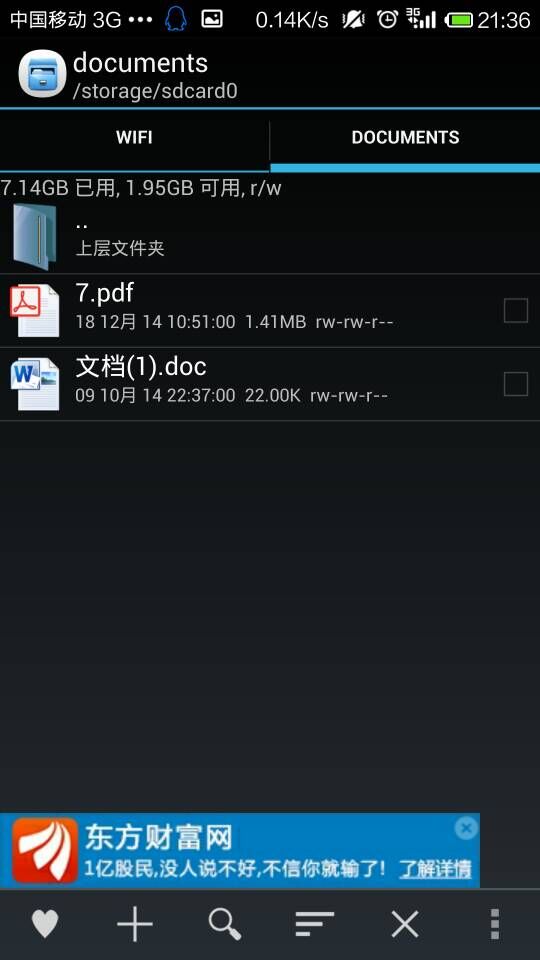 中国移动 3G 0.14K/s 3G 21:36
documents
/storage/sdcard0
WIFI DOCUMENTS
7.14GB 已用, 1.95GB 可用, r/w
..
上层文件夹
7.pdf
18 12月 14 10:51:00 1.41MB rw-rw-r--
W 文档(1).doc
09 10月 14 22:37:00 22.00K rw-rw-r--
东方财富网
1亿股民,没人说不好,不信你就输了! 了解详情